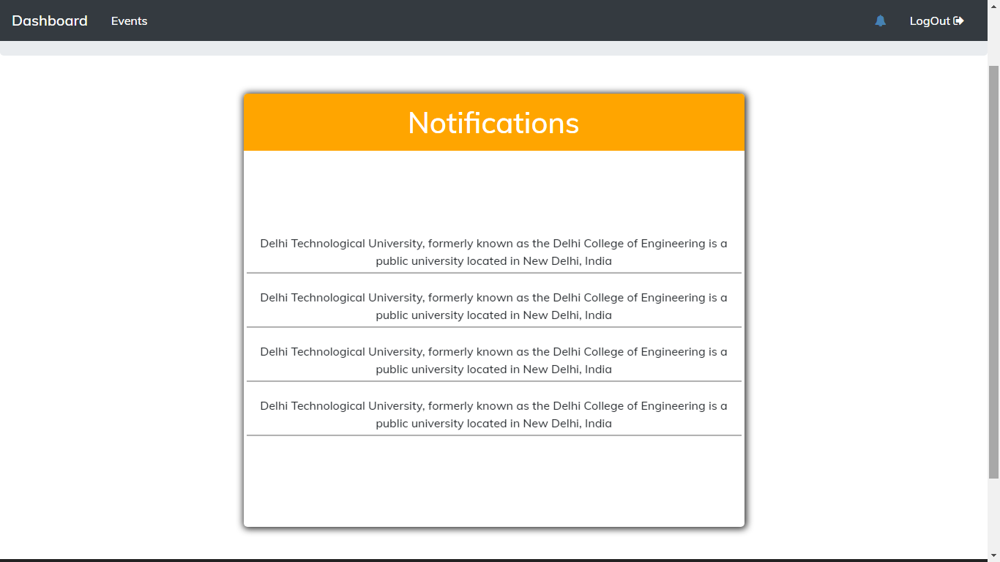 Dashboard Events LogOut
Notifications
Delhi Technological University, formerly known as the Delhi College of Engineering is a
public university located in New Delhi, India
Delhi Technological University, formerly known as the Delhi College of Engineering is a
public university located in New Delhi, India
Delhi Technological University, formerly known as the Delhi College of Engineering is a
public university located in New Delhi, India
Delhi Technological University, formerly known as the Delhi College of Engineering is a
public university located in New Delhi, India